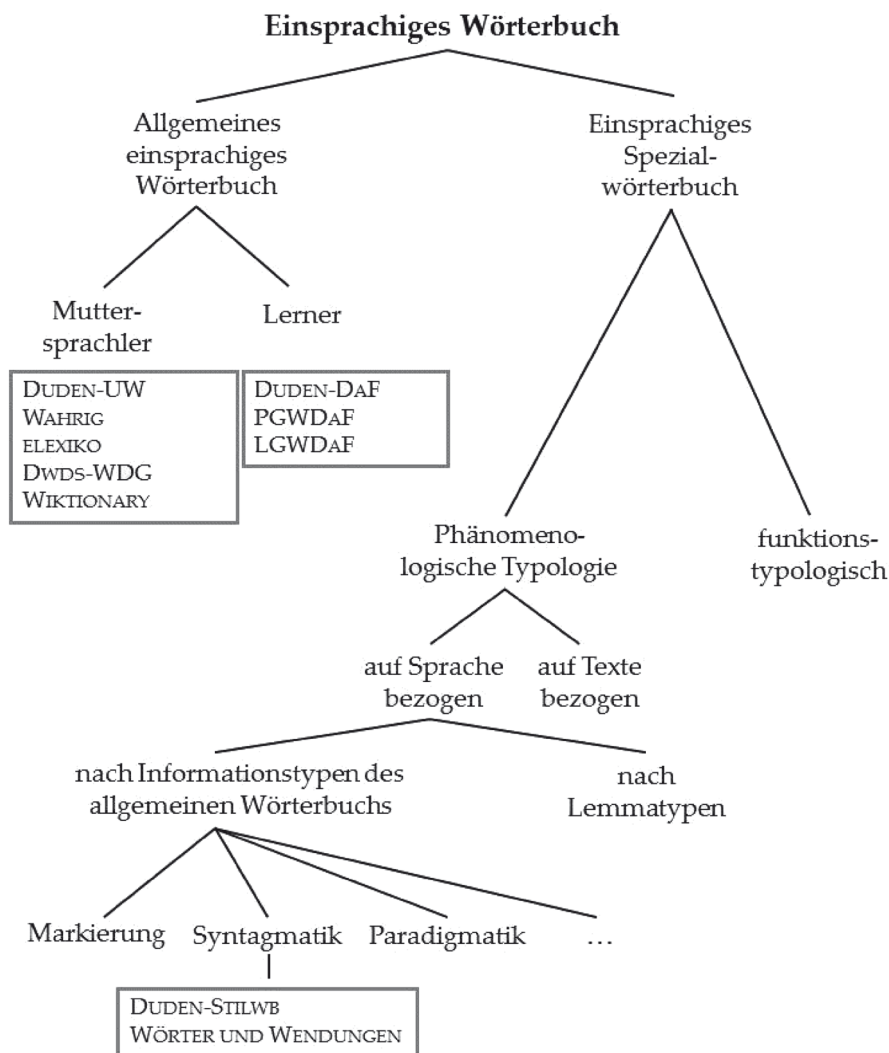 Einsprachiges Wörterbuch
Allgemeines
einsprachiges
Wörterbuch
Einsprachiges
Spezial-
wörterbuch
Mutter-
sprachler
Lerner
DUDEN-UW
WAHRIG
ELEXIKO
DWDS-WDG
WIKTIONARY
DUDEN-DAF
PGWDAF
LGWDAF
Phänomeno-
logische Typologie
funktions-
typologisch
auf Sprache
bezogen
auf Texte
bezogen
nach Informationstypen des
allgemeinen Wörterbuchs
nach
Lemmatypen
Markierung
Syntagmatik
Paradigmatik
...
DUDEN-STILWB
WÖRTER UND WENDUNGEN